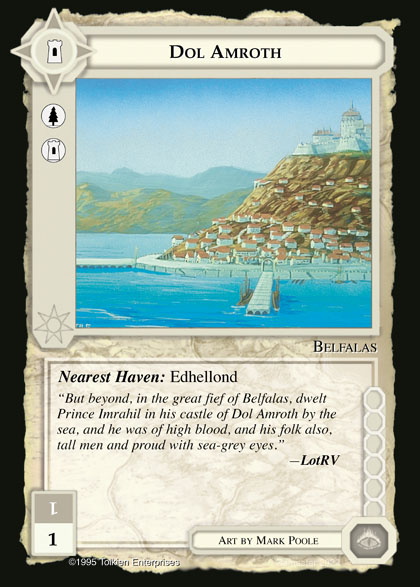 DOL AMROTH
BELFALAS
Nearest Haven: Edhellond
“But beyond, in the great fief of Belfalas, dwelt
Prince Imrahil in his castle of Dol Amroth by the
sea, and he was of high blood, and his folk also,
tall men and proud with sea-grey eyes.”
–LotRV
1
1
ART BY MARK POOLE
©1995 Tolkien Enterprises